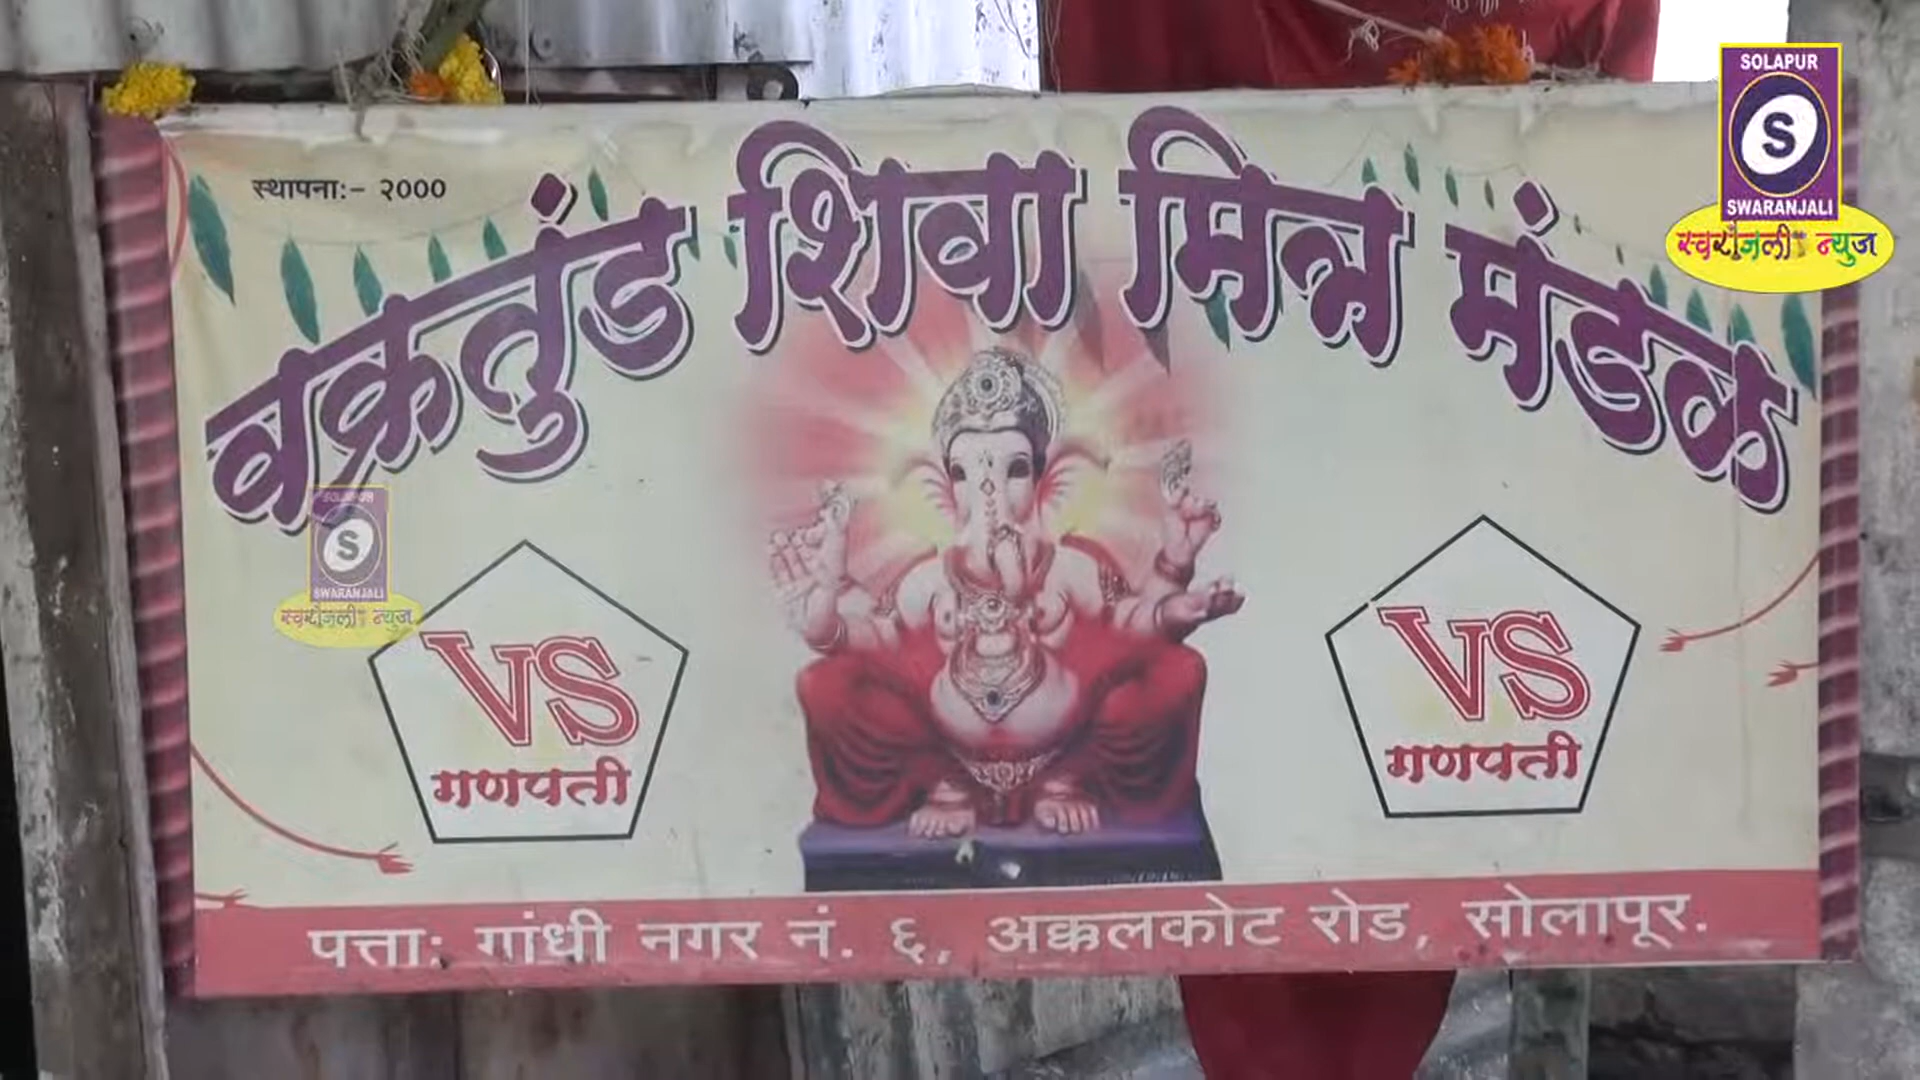 SOLAPUR
S
SWARANJALI
स्वरांजली न्युज
स्थापना:- २000
वक्रतुंड शिवा मित्र मंडळ
SOLAPUR
S
SWARANJALI
स्वरांजली न्युज
VS
गणपती
VS
गणपती
पत्ता: गांधी नगर नं. ६, अक्कलकोट रोड, सोलापूर.